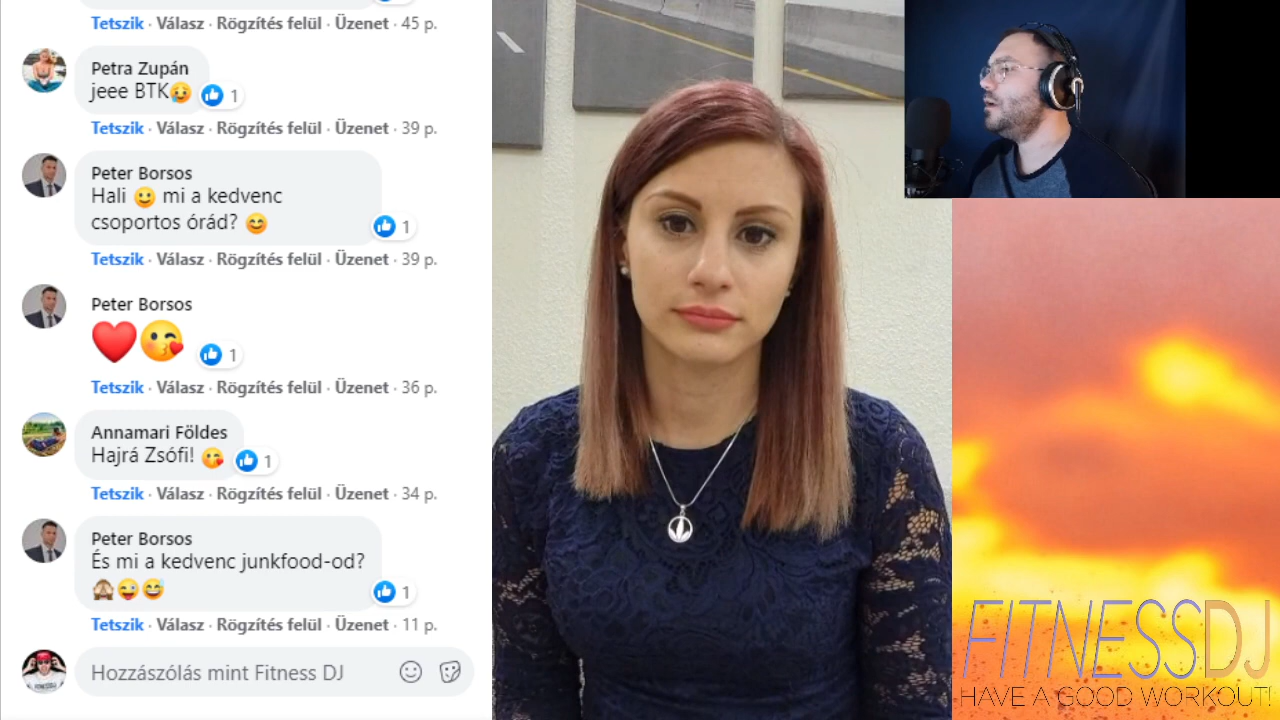 Tetszik · Válasz · Rögzítés felül · Üzenet · 45 p.
Petra Zupán
jeee BTK🥲 1
Tetszik · Válasz · Rögzítés felül · Üzenet · 39 p.
Peter Borsos
Hali 🙂 mi a kedvenc
csoportos órád? 😊 1
Tetszik · Válasz · Rögzítés felül · Üzenet · 39 p.
Peter Borsos
❤️😘 1
Tetszik · Válasz · Rögzítés felül · Üzenet · 36 p.
Annamari Földes
Hajrá Zsófi! 😘 1
Tetszik · Válasz · Rögzítés felül · Üzenet · 34 p.
Peter Borsos
És mi a kedvenc junkfood-od?
🙈😜😅 1
Tetszik · Válasz · Rögzítés felül · Üzenet · 11 p.
Hozzászólás mint Fitness DJ
FITNESSDJ
HAVE A GOOD WORKOUT!